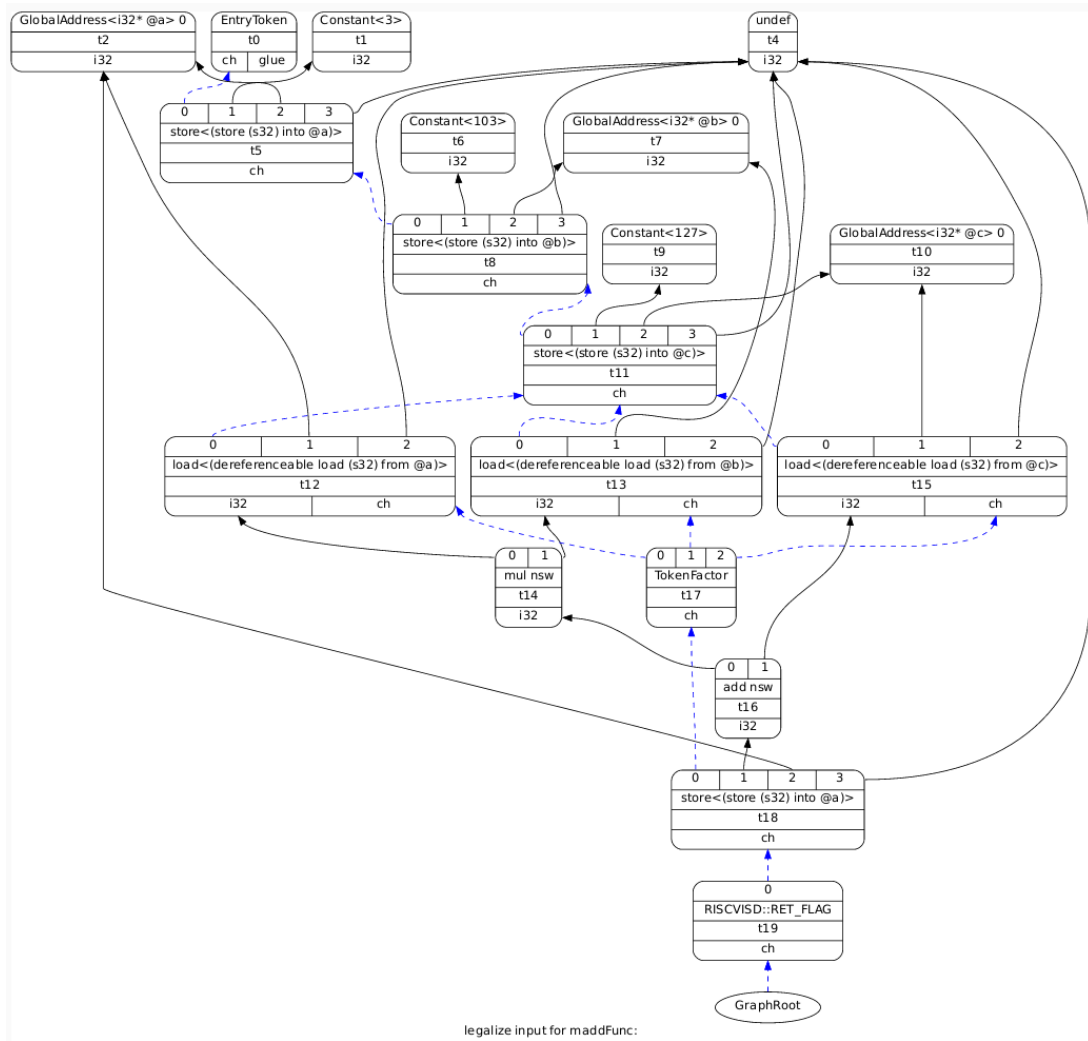 GlobalAddress<i32* @a> 0
t2
i32
EntryToken
t0
ch glue
Constant<3>
t1
i32
undef
t4
i32
0 1 2 3
store<(store (s32) into @a)>
t5
ch
Constant<103>
t6
i32
GlobalAddress<i32* @b> 0
t7
i32
0 1 2 3
store<(store (s32) into @b)>
t8
ch
Constant<127>
t9
i32
GlobalAddress<i32* @c> 0
t10
i32
0 1 2 3
store<(store (s32) into @c)>
t11
ch
0 1 2
load<(dereferenceable load (s32) from @a)>
t12
i32 ch
0 1 2
load<(dereferenceable load (s32) from @b)>
t13
i32 ch
0 1 2
load<(dereferenceable load (s32) from @c)>
t15
i32 ch
0 1
mul nsw
t14
i32
0 1 2
TokenFactor
t17
ch
0 1
add nsw
t16
i32
0 1 2 3
store<(store (s32) into @a)>
t18
ch
0
RISCVISD::RET_FLAG
t19
ch
GraphRoot
legalize input for maddFunc: